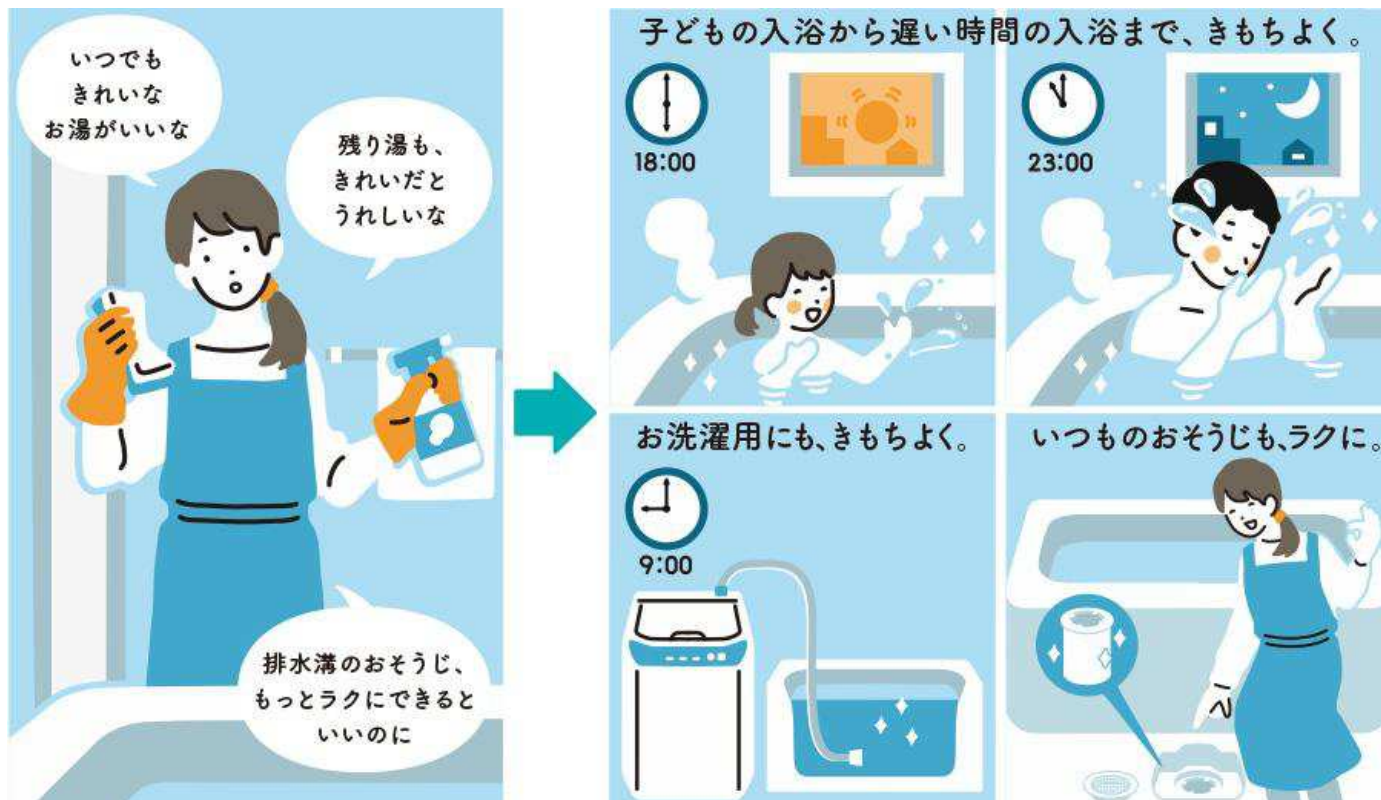 いつでも
きれいな
お湯がいいな
残り湯も、
きれいだと
うれしいな
排水溝のおそうじ、
もっとラクにできると
いいのに
子どもの入浴から遅い時間の入浴まで、きもちよく。
18:00
23:00
お洗濯用にも、きもちよく。
9:00
いつものおそうじも、ラクに。